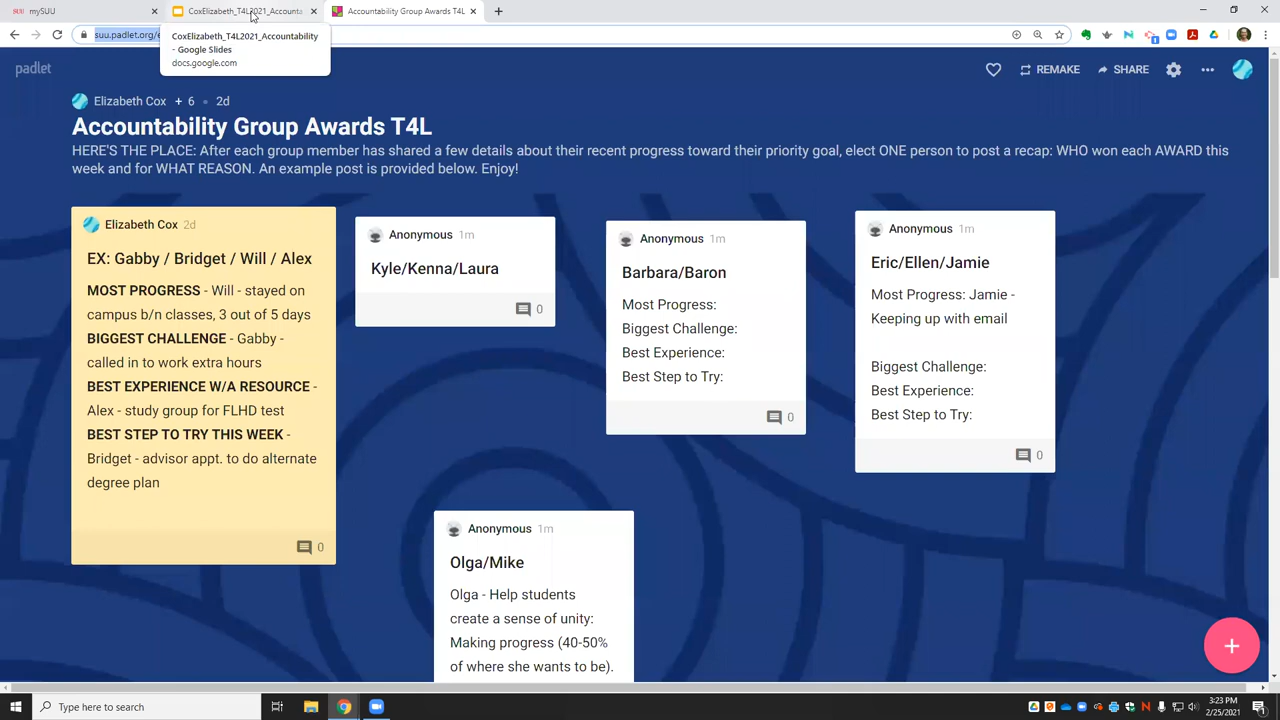 mySUU
CoxElizabeth_T4L2021_Accounta
Accountability Group Awards T4L
suu.padlet.org/e
CoxElizabeth_T4L2021_Accountability
- Google Slides
docs.google.com
padlet
REMAKE
SHARE
Elizabeth Cox + 6 • 2d
Accountability Group Awards T4L
HERE'S THE PLACE: After each group member has shared a few details about their recent progress toward their priority goal, elect ONE person to post a recap: WHO won each AWARD this
week and for WHAT REASON. An example post is provided below. Enjoy!
Elizabeth Cox 2d
EX: Gabby / Bridget / Will / Alex
MOST PROGRESS - Will - stayed on
campus b/n classes, 3 out of 5 days
BIGGEST CHALLENGE - Gabby -
called in to work extra hours
BEST EXPERIENCE W/A RESOURCE -
Alex - study group for FLHD test
BEST STEP TO TRY THIS WEEK -
Bridget - advisor appt. to do alternate
degree plan
0
Anonymous 1m
Kyle/Kenna/Laura
0
Anonymous 1m
Barbara/Baron
Most Progress:
Biggest Challenge:
Best Experience:
Best Step to Try:
0
Anonymous 1m
Eric/Ellen/Jamie
Most Progress: Jamie -
Keeping up with email
Biggest Challenge:
Best Experience:
Best Step to Try:
0
Anonymous 1m
Olga/Mike
Olga - Help students
create a sense of unity:
Making progress (40-50%
of where she wants to be).
Type here to search
3:23 PM
2/25/2021